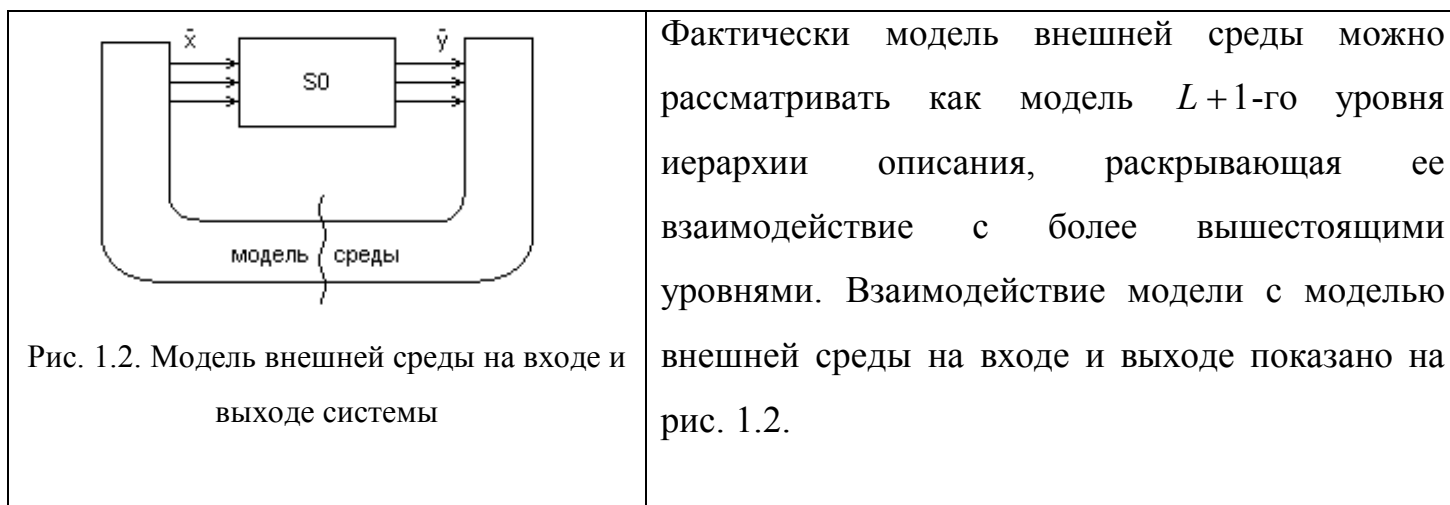 x̄
ȳ
S0
модель среды
Рис. 1.2. Модель внешней среды на входе и
выходе системы
Фактически модель внешней среды можно
рассматривать как модель L+1-го уровня
иерархии описания, раскрывающая ее
взаимодействие с более вышестоящими
уровнями. Взаимодействие модели с моделью
внешней среды на входе и выходе показано на
рис. 1.2.